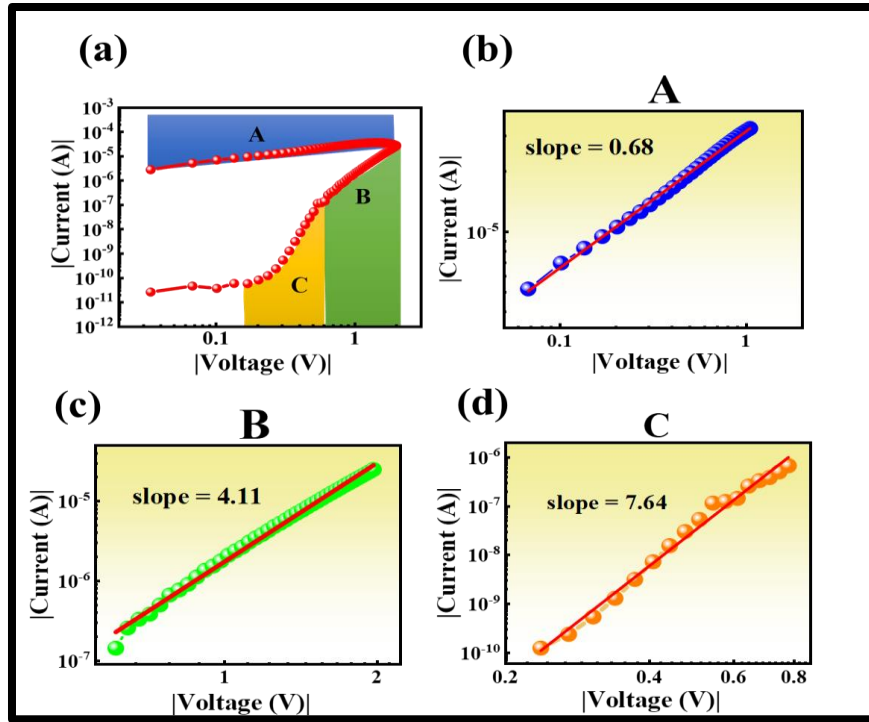 (a)
|Current (A)|
10⁻³
10⁻⁴
10⁻⁵
10⁻⁶
10⁻⁷
10⁻⁸
10⁻⁹
10⁻¹⁰
10⁻¹¹
10⁻¹²
A
B
C
0.1
1
|Voltage (V)|
(b)
A
slope = 0.68
|Current (A)|
10⁻⁵
0.1
1
|Voltage (V)|
(c)
B
slope = 4.11
|Current (A)|
10⁻⁵
10⁻⁶
10⁻⁷
1
2
|Voltage (V)|
(d)
C
slope = 7.64
|Current (A)|
10⁻⁶
10⁻⁷
10⁻⁸
10⁻⁹
10⁻¹⁰
0.2
0.4
0.6
0.8
|Voltage (V)|